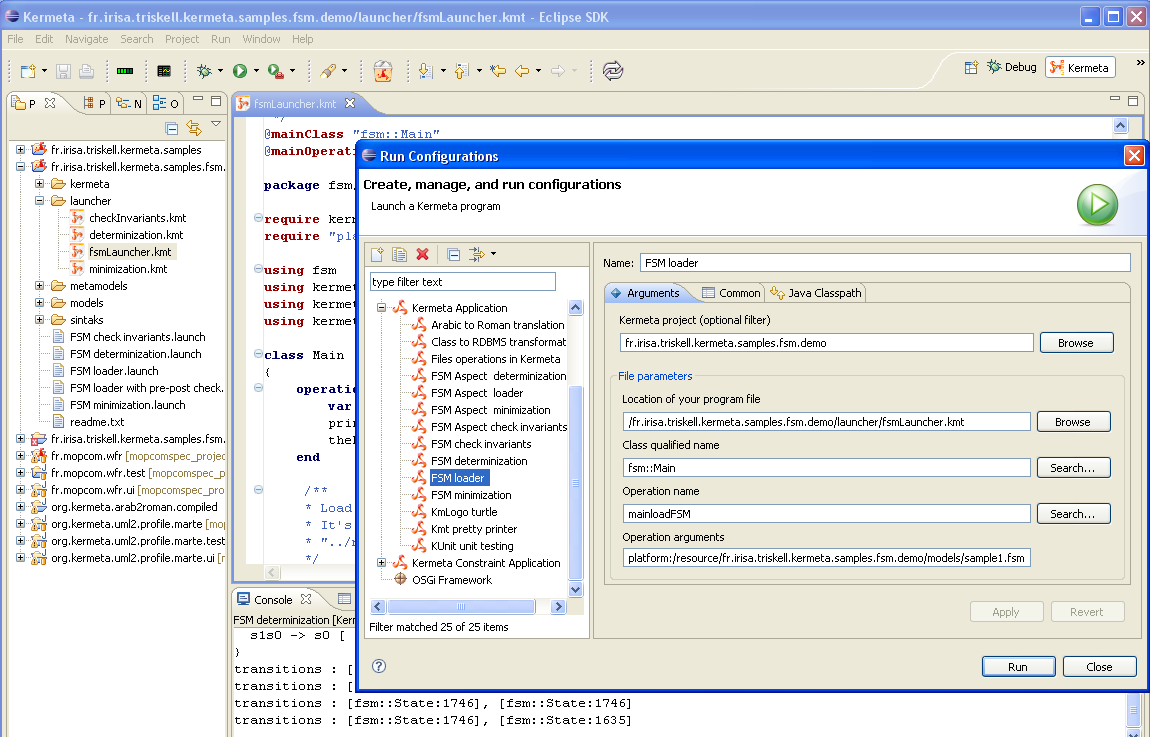 Kermeta - fr.irisa.triskell.kermeta.samples.fsm.demo/launcher/fsmLauncher.kmt - Eclipse SDK
File Edit Navigate Search Project Run Window Help
Debug Kermeta »
P P N O
fsmLauncher.kmt
fr.irisa.triskell.kermeta.samples
fr.irisa.triskell.kermeta.samples.fsm.
kermeta
launcher
checkInvariants.kmt
determinization.kmt
fsmLauncher.kmt
minimization.kmt
metamodels
models
sintaks
FSM check invariants.launch
FSM determinization.launch
FSM loader.launch
FSM loader with pre-post check.
FSM minimization.launch
readme.txt
fr.irisa.triskell.kermeta.samples.fsm.
fr.mopcom.wfr [mopcomspec_projec
fr.mopcom.wfr.test [mopcomspec_p
fr.mopcom.wfr.ui [mopcomspec_pro
org.kermeta.arab2roman.compiled
org.kermeta.uml2.profile.marte [mo
org.kermeta.uml2.profile.marte.test
org.kermeta.uml2.profile.marte.ui [r
*/
@mainClass "fsm::Main"
@mainOperati
package fsm
require kerm
require "pla
using fsm
using kermet
using kermet
using kermet
class Main
{
operatio
var
prin
thel
end
/**
* Load
* It's
* "../m
*/
Run Configurations
Create, manage, and run configurations
Launch a Kermeta program
type filter text
Kermeta Application
Arabic to Roman translation
Class to RDBMS transformat
Files operations in Kermeta
FSM Aspect determinization
FSM Aspect loader
FSM Aspect minimization
FSM Aspect check invariants
FSM check invariants
FSM determinization
FSM loader
FSM minimization
KmLogo turtle
Kmt pretty printer
KUnit unit testing
Kermeta Constraint Application
OSGi Framework
Filter matched 25 of 25 items
Name: FSM loader
Arguments Common Java Classpath
Kermeta project (optional filter)
fr.irisa.triskell.kermeta.samples.fsm.demo Browse
File parameters
Location of your program file
/fr.irisa.triskell.kermeta.samples.fsm.demo/launcher/fsmLauncher.kmt Browse
Class qualified name
fsm::Main Search...
Operation name
mainloadFSM Search...
Operation arguments
platform:/resource/fr.irisa.triskell.kermeta.samples.fsm.demo/models/sample1.fsm
Apply Revert
Run Close
Console
FSM determinization [Kerm
s1s0 -> s0 [
}
transitions : [
transitions : [
transitions : [fsm::State:1746], [fsm::State:1746]
transitions : [fsm::State:1746], [fsm::State:1635]